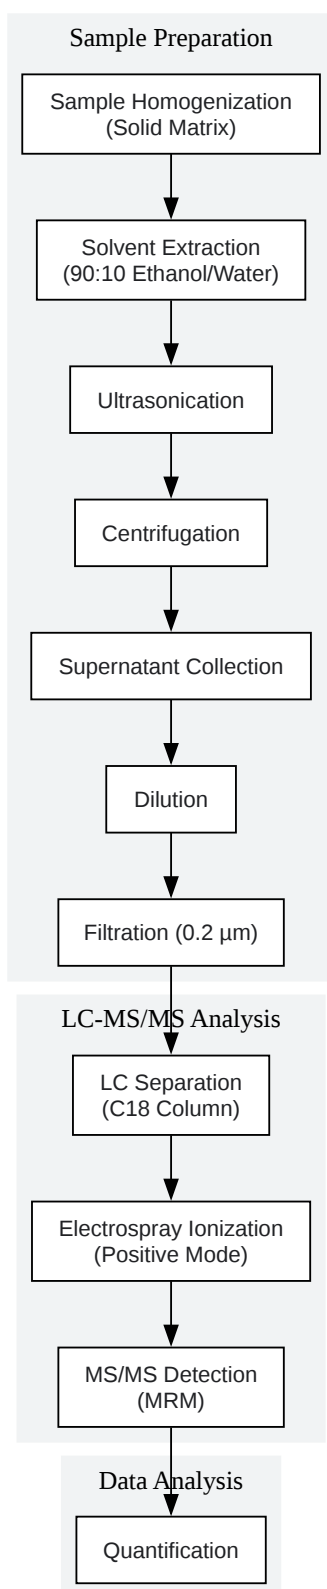 Sample Preparation
Sample Homogenization
(Solid Matrix)
Solvent Extraction
(90:10 Ethanol/Water)
Ultrasonication
Centrifugation
Supernatant Collection
Dilution
Filtration (0.2 µm)
LC-MS/MS Analysis
LC Separation
(C18 Column)
Electrospray Ionization
(Positive Mode)
MS/MS Detection
(MRM)
Data Analysis
Quantification